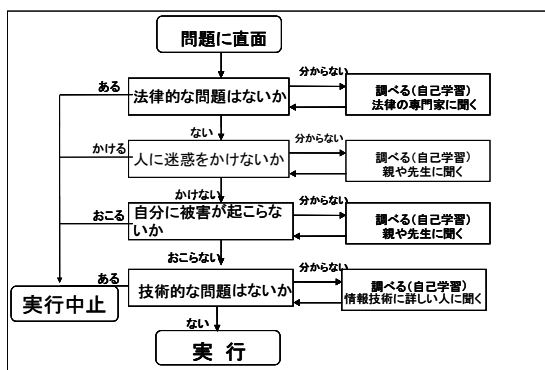 問題に直面
ある
法律的な問題はないか
分からない
調べる(自己学習)
法律の専門家に聞く
ない
かける
人に迷惑をかけないか
分からない
調べる(自己学習)
親や先生に聞く
かけない
おこる
自分に被害が起こらな
いか
分からない
調べる(自己学習)
親や先生に聞く
おこらない
ある
技術的な問題はないか
分からない
調べる(自己学習)
情報技術に詳しい人に聞く
実行中止
ない
実 行